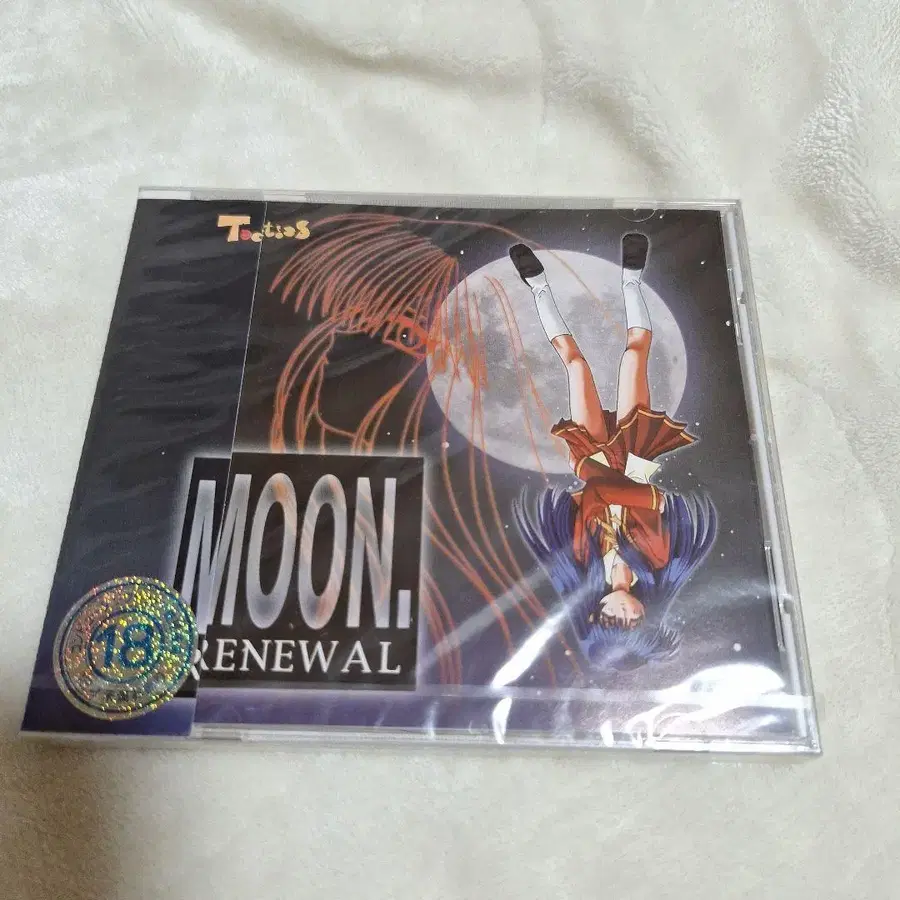 Tactics
MOON.
RENEWAL
18